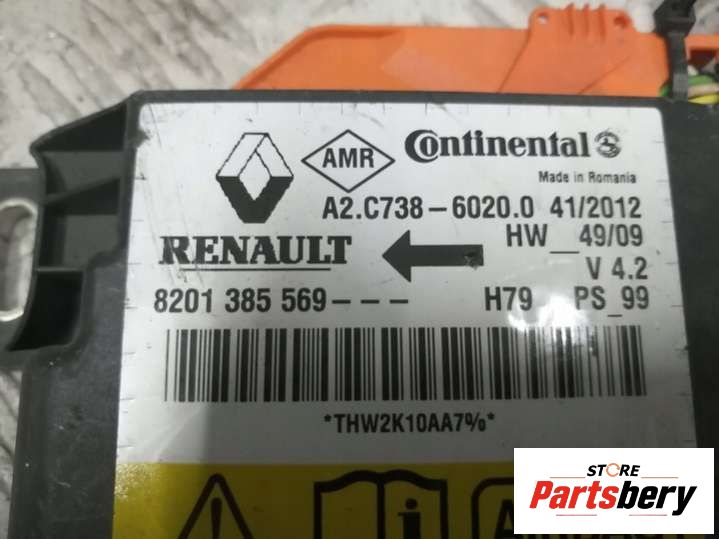 AMR
Continental
Made in Romania
A2.C738-6020.0 41/2012
HW__49/09
RENAULT
V 4.2
8201 385 569--- H79 PS_99
*THW2K10AA7%*
STORE
Partsbery